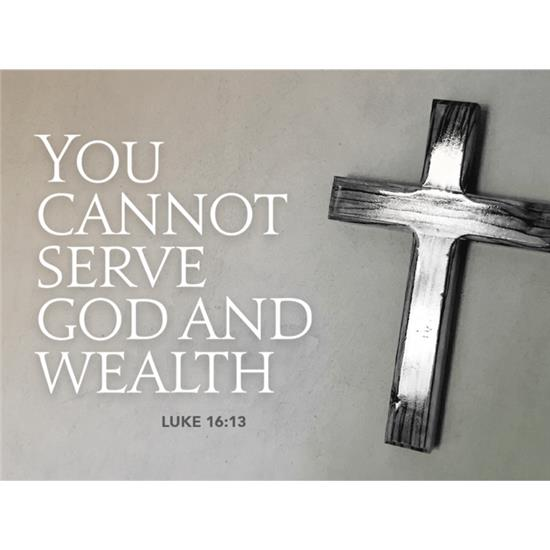 YOU
CANNOT
SERVE
GOD AND
WEALTH
LUKE 16:13